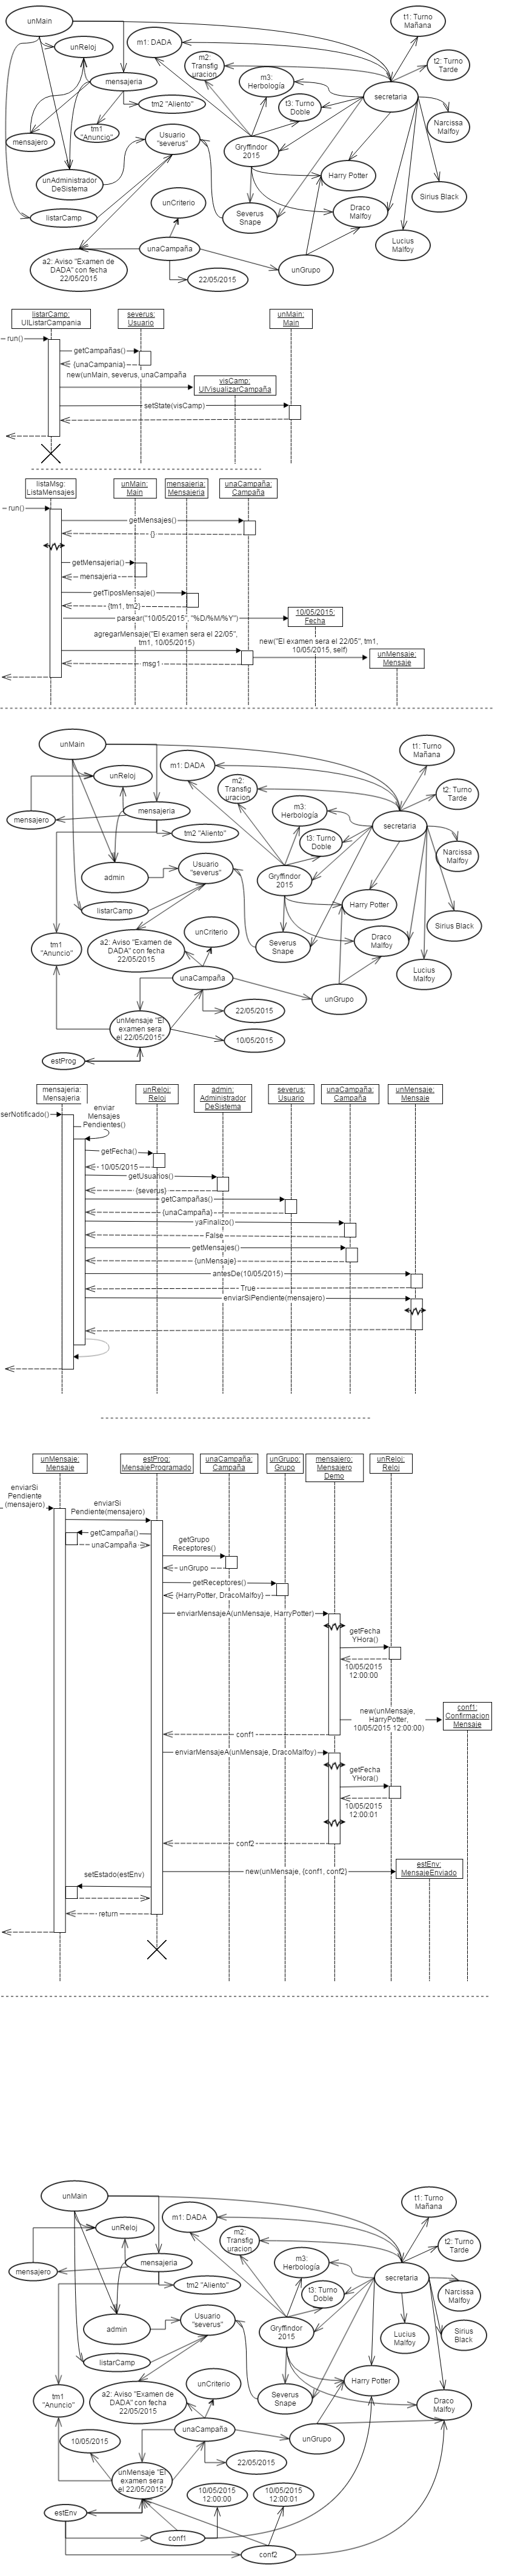 unMain
unReloj
mensajeria
mensajero
tm2 "Aliento"
tm1
"Anuncio"
unAdministrador
DeSistema
listarCamp
Usuario
"severus"
m1: DADA
m2:
Transfig
uracion
m3:
Herbología
t3: Turno
Doble
t1: Turno
Mañana
t2: Turno
Tarde
secretaria
Narcissa
Malfoy
Sirius Black
Gryffindor
2015
Harry Potter
Draco
Malfoy
Lucius
Malfoy
Severus
Snape
unCriterio
a2: Aviso "Examen de
DADA" con fecha
22/05/2015
unaCampaña
22/05/2015
unGrupo
listarCamp:
UIListarCampania
severus:
Usuario
unMain:
Main
run()
getCampañas()
{unaCampania}
new(unMain, severus, unaCampaña
visCamp:
UIVisualizarCampaña
setState(visCamp)
listaMsg:
ListaMensajes
unMain:
Main
mensajeria:
Mensajeria
unaCampaña:
Campaña
run()
getMensajes()
{}
getMensajeria()
mensajeria
getTiposMensaje()
{tm1, tm2}
parsear("10/05/2015", "%D/%M/%Y")
10/05/2015:
Fecha
agregarMensaje("El examen sera el 22/05",
tm1, 10/05/2015)
new("El examen sera el 22/05", tm1,
10/05/2015, self)
msg1
unMensaje:
Mensaje
unMain
unReloj
mensajeria
mensajero
tm2 "Aliento"
admin
Usuario
"severus"
listarCamp
tm1
"Anuncio"
a2: Aviso "Examen de
DADA" con fecha
22/05/2015
unCriterio
unaCampaña
m1: DADA
m2:
Transfig
uracion
m3:
Herbología
t3: Turno
Doble
t1: Turno
Mañana
t2: Turno
Tarde
secretaria
Narcissa
Malfoy
Gryffindor
2015
Harry Potter
Sirius Black
Draco
Malfoy
Severus
Snape
Lucius
Malfoy
unGrupo
22/05/2015
unMensaje "El
examen sera
el 22/05/2015"
10/05/2015
estProg
mensajeria:
Mensajeria
unReloj:
Reloj
admin:
Administrador
DeSistema
severus:
Usuario
unaCampaña:
Campaña
unMensaje:
Mensaje
serNotificado()
enviar
Mensajes
Pendientes()
getFecha()
10/05/2015
getUsuarios()
{severus}
getCampañas()
{unaCampaña}
yaFinalizo()
False
getMensajes()
{unMensaje}
antesDe(10/05/2015)
True
enviarSiPendiente(mensajero)
unMensaje:
Mensaje
estProg:
MensajeProgramado
unaCampaña:
Campaña
unGrupo:
Grupo
mensajero:
Mensajero
Demo
unReloj:
Reloj
enviarSi
Pendiente
(mensajero)
enviarSi
Pendiente(mensajero)
getCampaña()
unaCampaña
getGrupo
Receptores()
unGrupo
getReceptores()
{HarryPotter, DracoMalfoy}
enviarMensajeA(unMensaje, HarryPotter)
getFecha
YHora()
10/05/2015
12:00:00
new(unMensaje,
HarryPotter,
10/05/2015 12:00:00)
conf1:
Confirmacion
Mensaje
conf1
enviarMensajeA(unMensaje, DracoMalfoy)
getFecha
YHora()
10/05/2015
12:00:01
conf2
new(unMensaje, {conf1, conf2}
estEnv:
MensajeEnviado
setEstado(estEnv)
return
unMain
unReloj
mensajeria
mensajero
tm2 "Aliento"
admin
Usuario
"severus"
listarCamp
tm1
"Anuncio"
a2: Aviso "Examen de
DADA" con fecha
22/05/2015
unCriterio
unaCampaña
m1: DADA
m2:
Transfig
uracion
m3:
Herbología
t3: Turno
Doble
t1: Turno
Mañana
t2: Turno
Tarde
secretaria
Narcissa
Malfoy
Gryffindor
2015
Lucius
Malfoy
Sirius
Black
Harry Potter
Severus
Snape
Draco
Malfoy
unGrupo
10/05/2015
22/05/2015
unMensaje "El
examen sera
el 22/05/2015"
10/05/2015
12:00:00
10/05/2015
12:00:01
estEnv
conf1
conf2